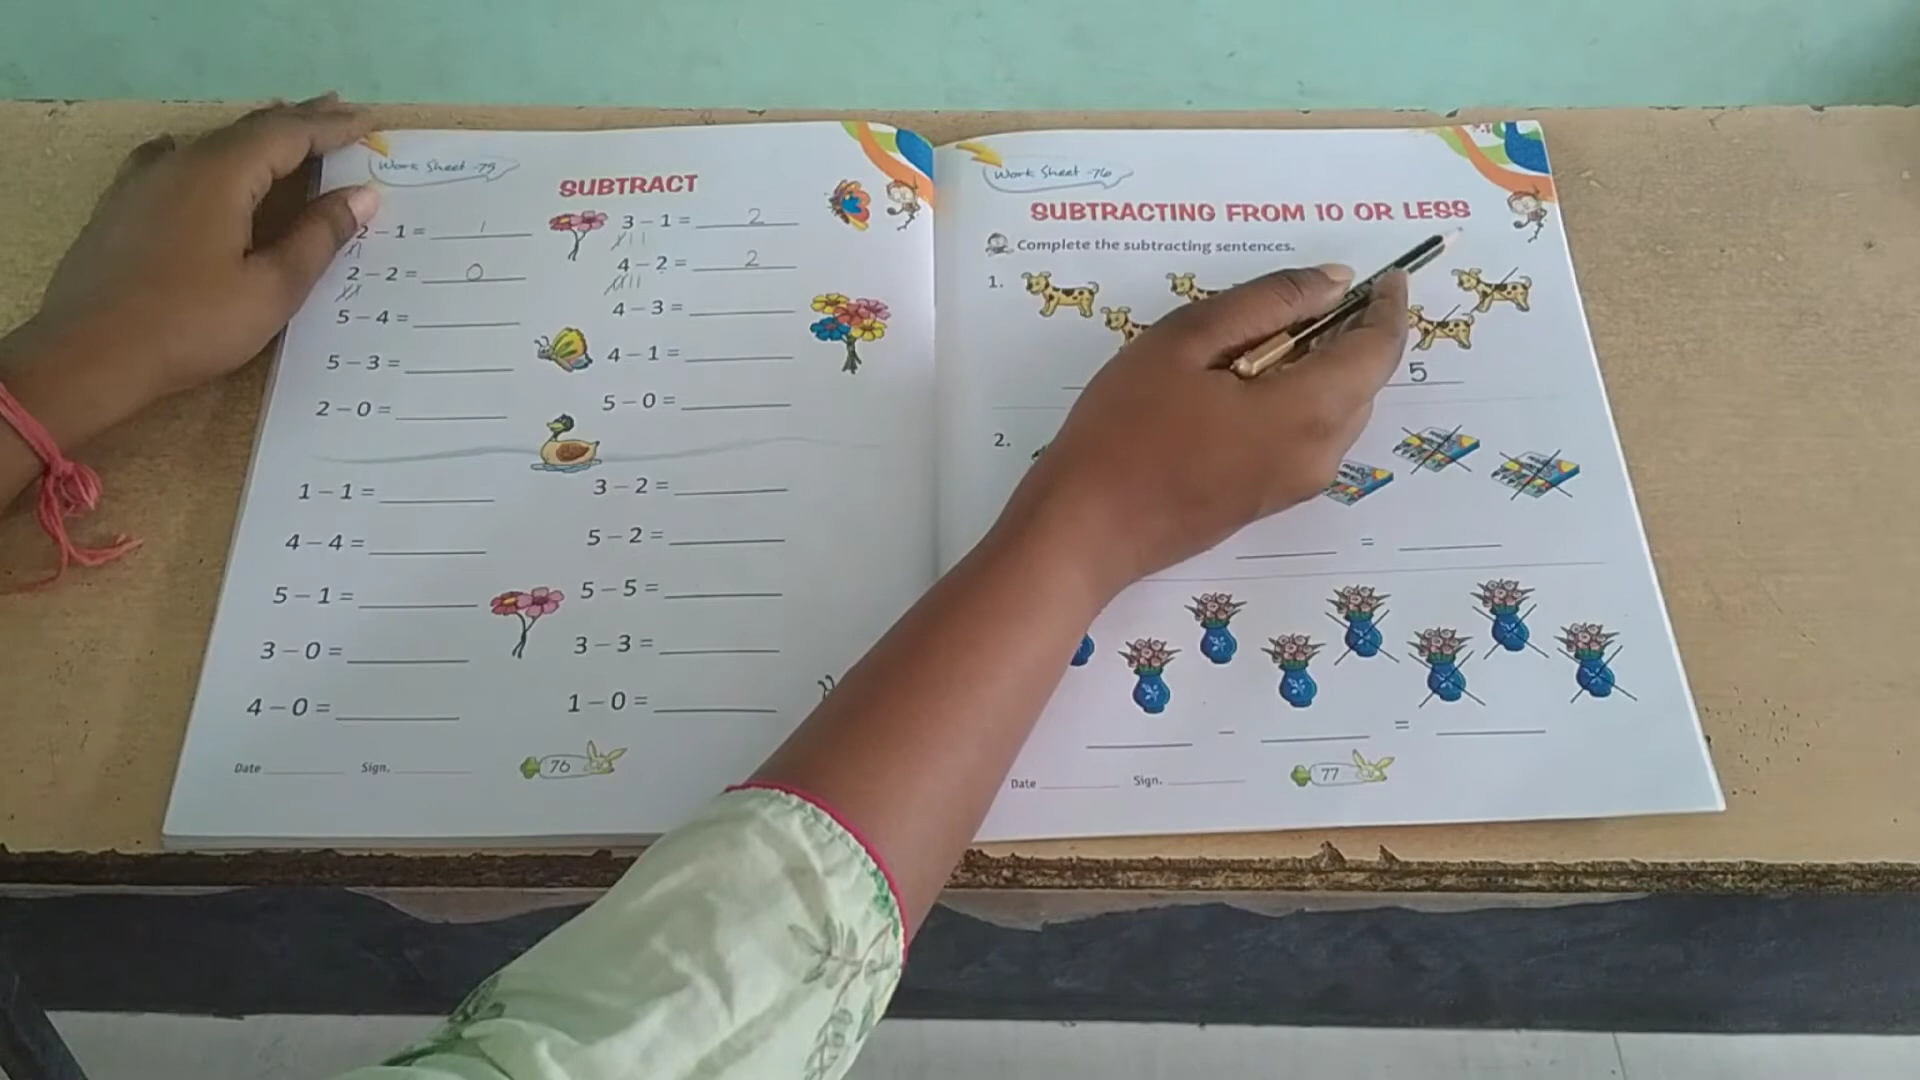 Work Sheet -75
SUBTRACT
2 - 1 = 1
2 - 2 = 0
5 - 4 =
5 - 3 =
2 - 0 =
3 - 1 = 2
4 - 2 = 2
4 - 3 =
4 - 1 =
5 - 0 =
1 - 1 =
4 - 4 =
5 - 1 =
3 - 0 =
4 - 0 =
3 - 2 =
5 - 2 =
5 - 5 =
3 - 3 =
1 - 0 =
Date Sign.
76
Work Sheet -76
SUBTRACTING FROM 10 OR LESS
Complete the subtracting sentences.
1.
5
2.
=
- =
Date Sign.
77